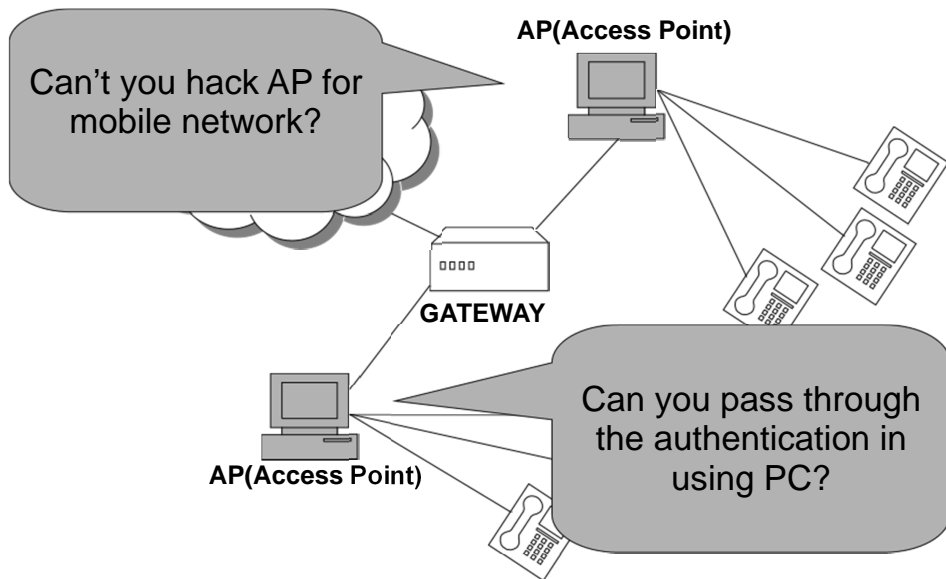 AP(Access Point)
Can’t you hack AP for
mobile network?
GATEWAY
Can you pass through
the authentication in
using PC?
AP(Access Point)